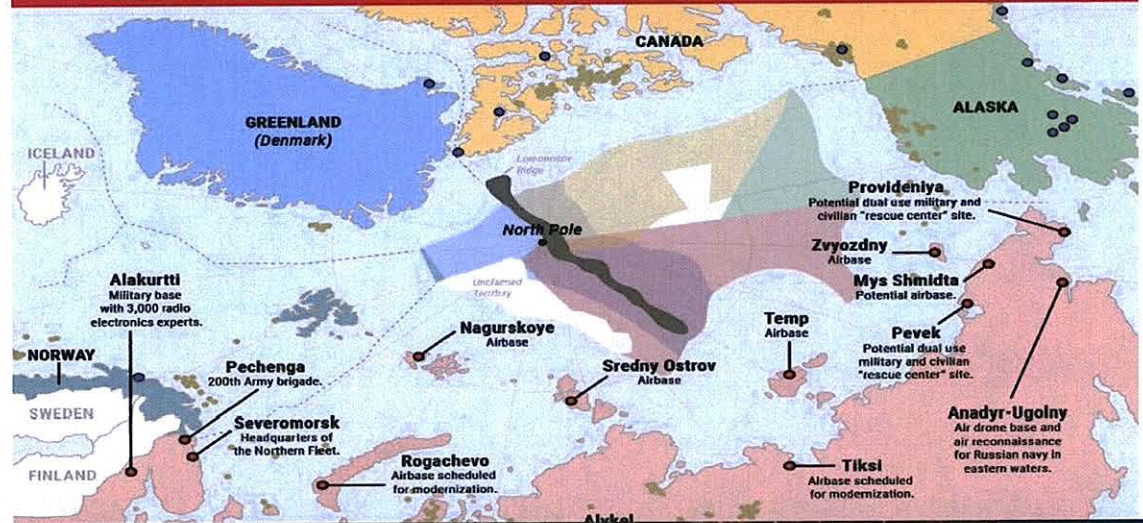 CANADA
GREENLAND
(Denmark)
ALASKA
ICELAND
Lomonosov
Ridge
North Pole
Unclaimed
Territory
Provideniya
Potential dual use military and
civilian "rescue center" site.
Zvyozdny
Airbase
Mys Shmidta
Potential airbase.
Pevek
Potential dual use
military and civilian
"rescue center" site.
Alakurtti
Military base
with 3,000 radio
electronics experts.
Nagurskoye
Airbase
Temp
Airbase
Sredny Ostrov
Airbase
NORWAY
Pechenga
200th Army brigade.
SWEDEN
Severomorsk
Headquarters of
the Northern Fleet.
FINLAND
Rogachevo
Airbase scheduled
for modernization.
Tiksi
Airbase scheduled
for modernization.
Anadyr-Ugolny
Air drone base and
air reconnaissance
for Russian navy in
eastern waters.
Alykel